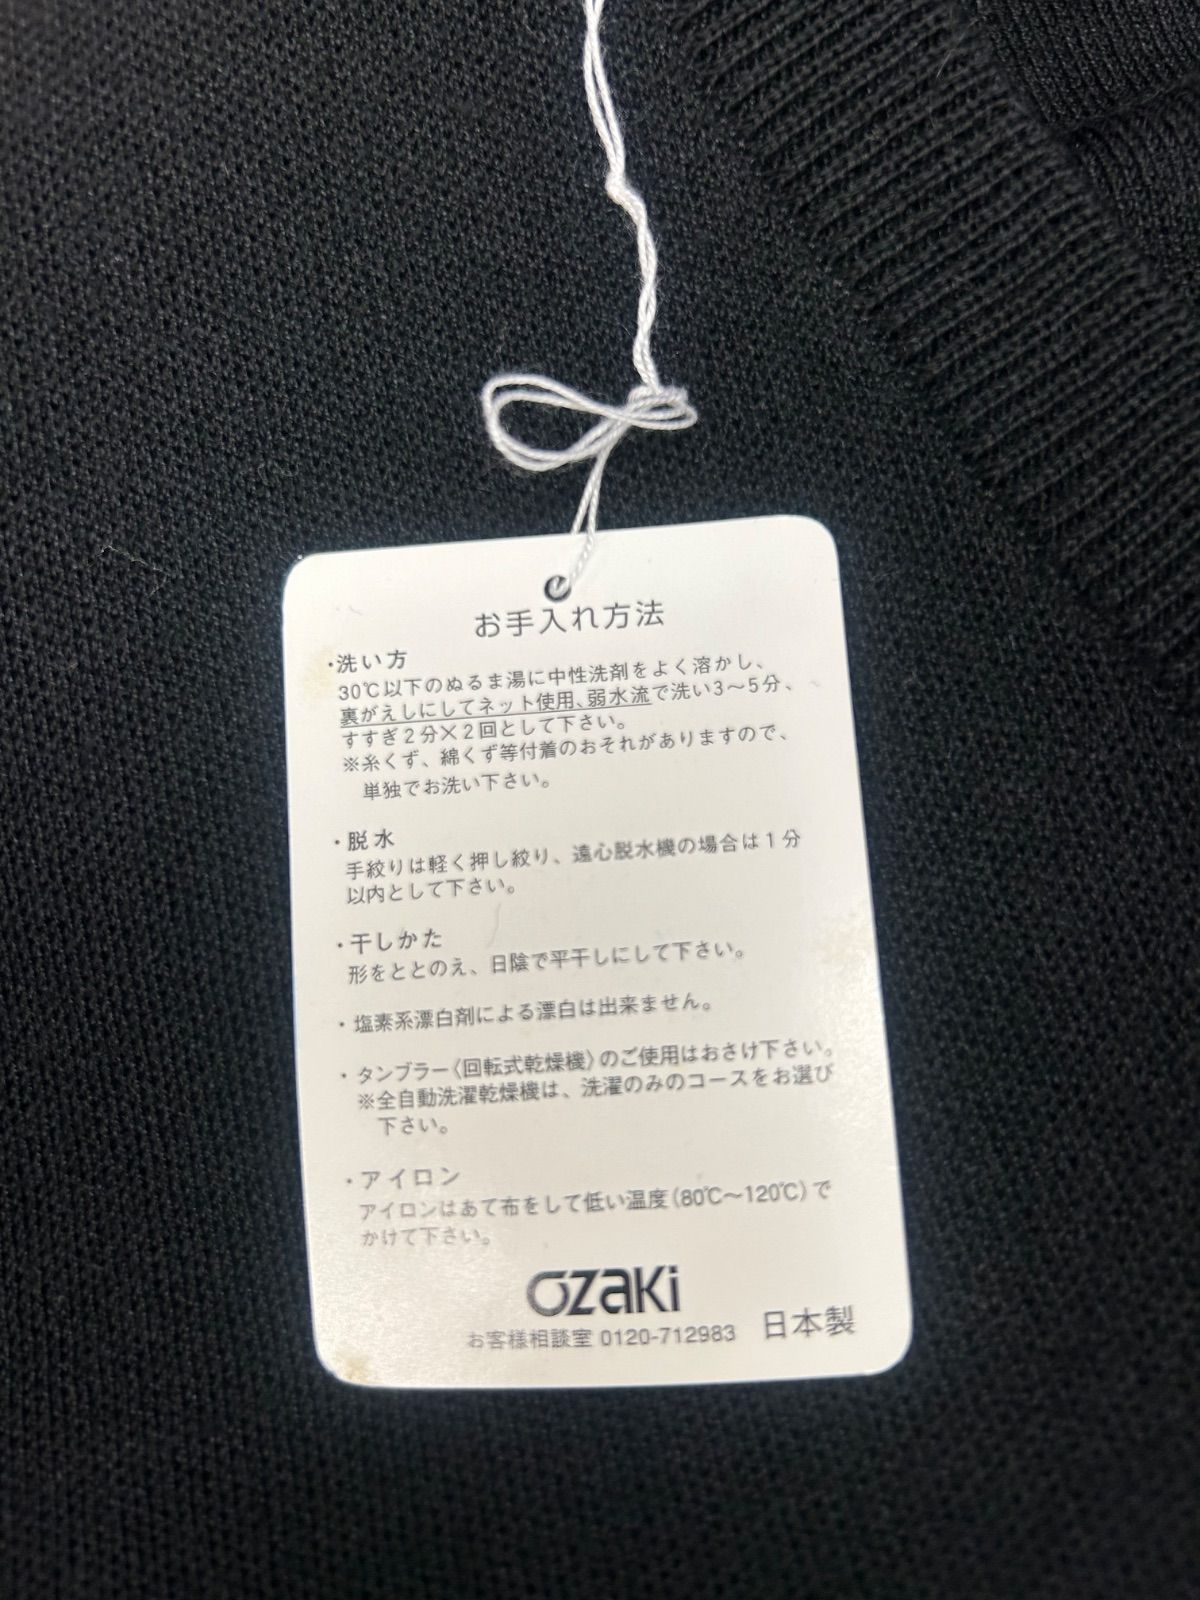 お手入れ方法
・洗い方
30℃以下のぬるま湯に中性洗剤をよく溶かし、
裏がえしにしてネット使用、弱水流で洗い3〜5分、
すすぎ2分×2回として下さい。
※糸くず、綿くず等付着のおそれがありますので、
単独でお洗い下さい。
・脱水
手絞りは軽く押し絞り、遠心脱水機の場合は1分
以内として下さい。
・干しかた
形をととのえ、日陰で平干しにして下さい。
・塩素系漂白剤による漂白は出来ません。
・タンブラー〈回転式乾燥機〉のご使用はおさけ下さい。
※全自動洗濯乾燥機は、洗濯のみのコースをお選び
下さい。
・アイロン
アイロンはあて布をして低い温度(80℃〜120℃)で
かけて下さい。
OZAKi
お客様相談室 0120-712983 日本製